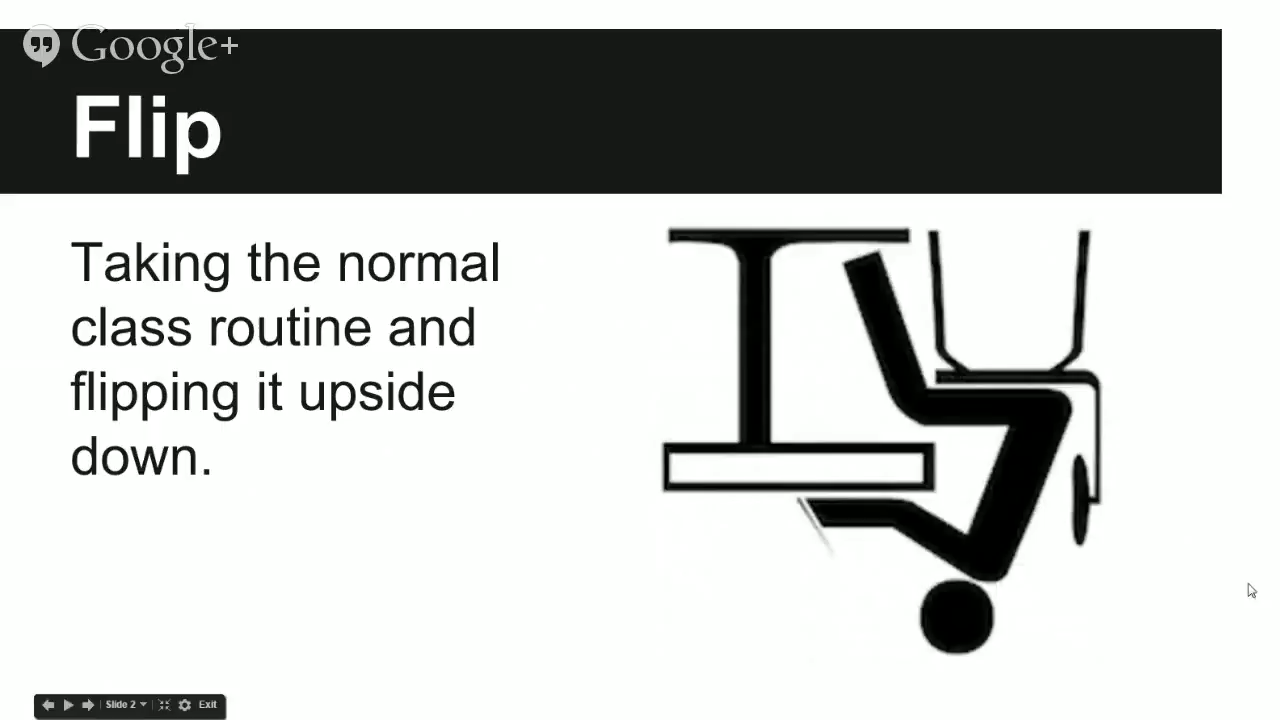 Google+
Flip
Taking the normal
class routine and
flipping it upside
down.
Slide 2
Exit